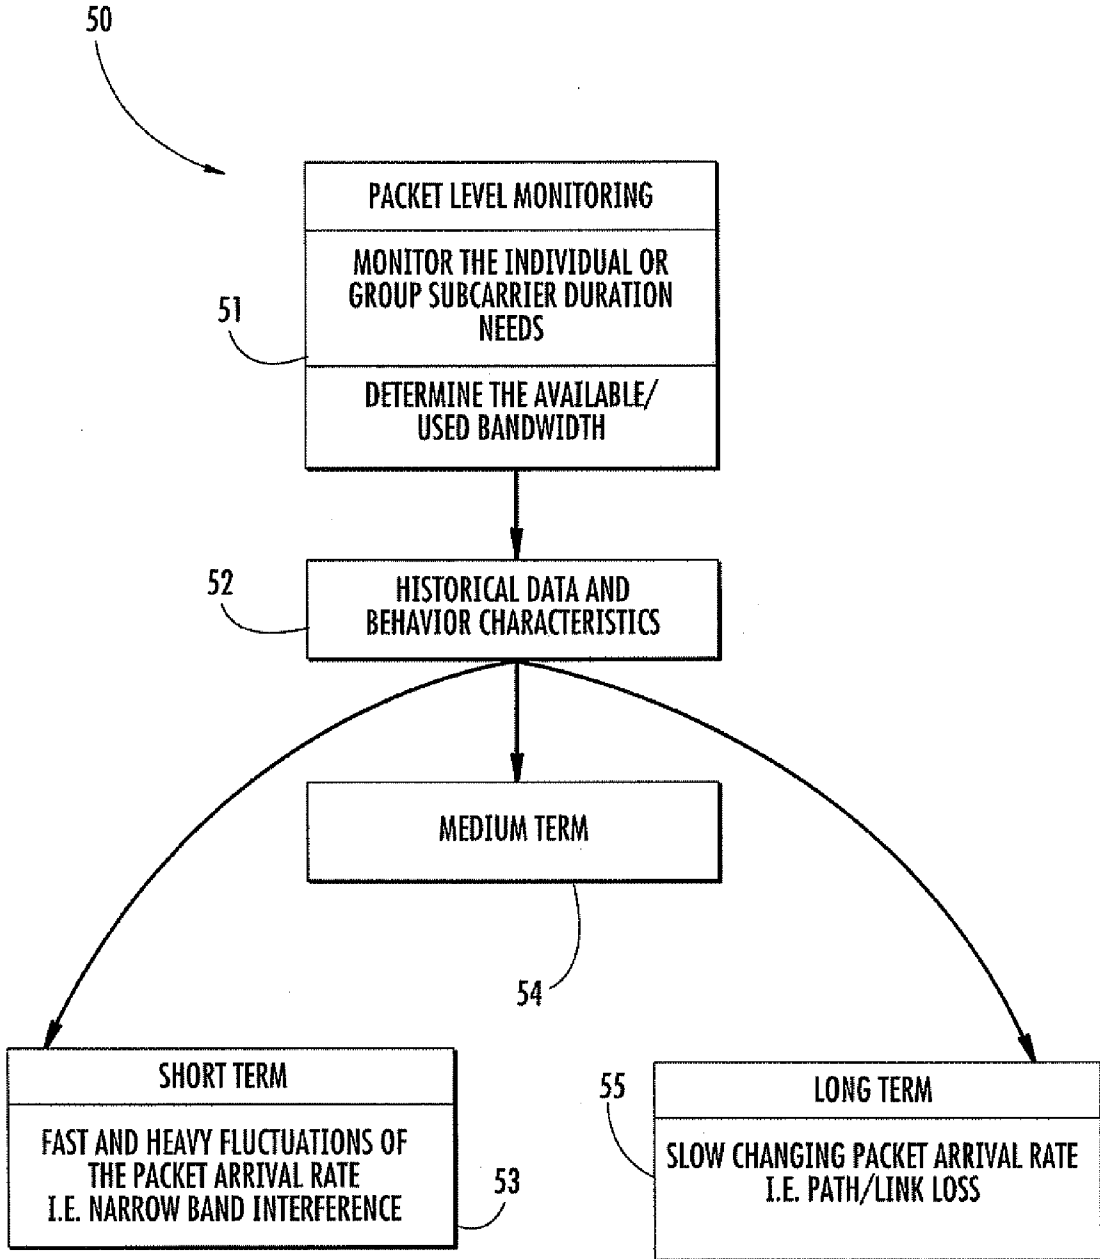 50
PACKET LEVEL MONITORING
MONITOR THE INDIVIDUAL OR
GROUP SUBCARRIER DURATION
NEEDS
51
DETERMINE THE AVAILABLE/
USED BANDWIDTH
52
HISTORICAL DATA AND
BEHAVIOR CHARACTERISTICS
MEDIUM TERM
54
SHORT TERM
FAST AND HEAVY FLUCTUATIONS OF
THE PACKET ARRIVAL RATE
I.E. NARROW BAND INTERFERENCE
53
55
LONG TERM
SLOW CHANGING PACKET ARRIVAL RATE
I.E. PATH/LINK LOSS